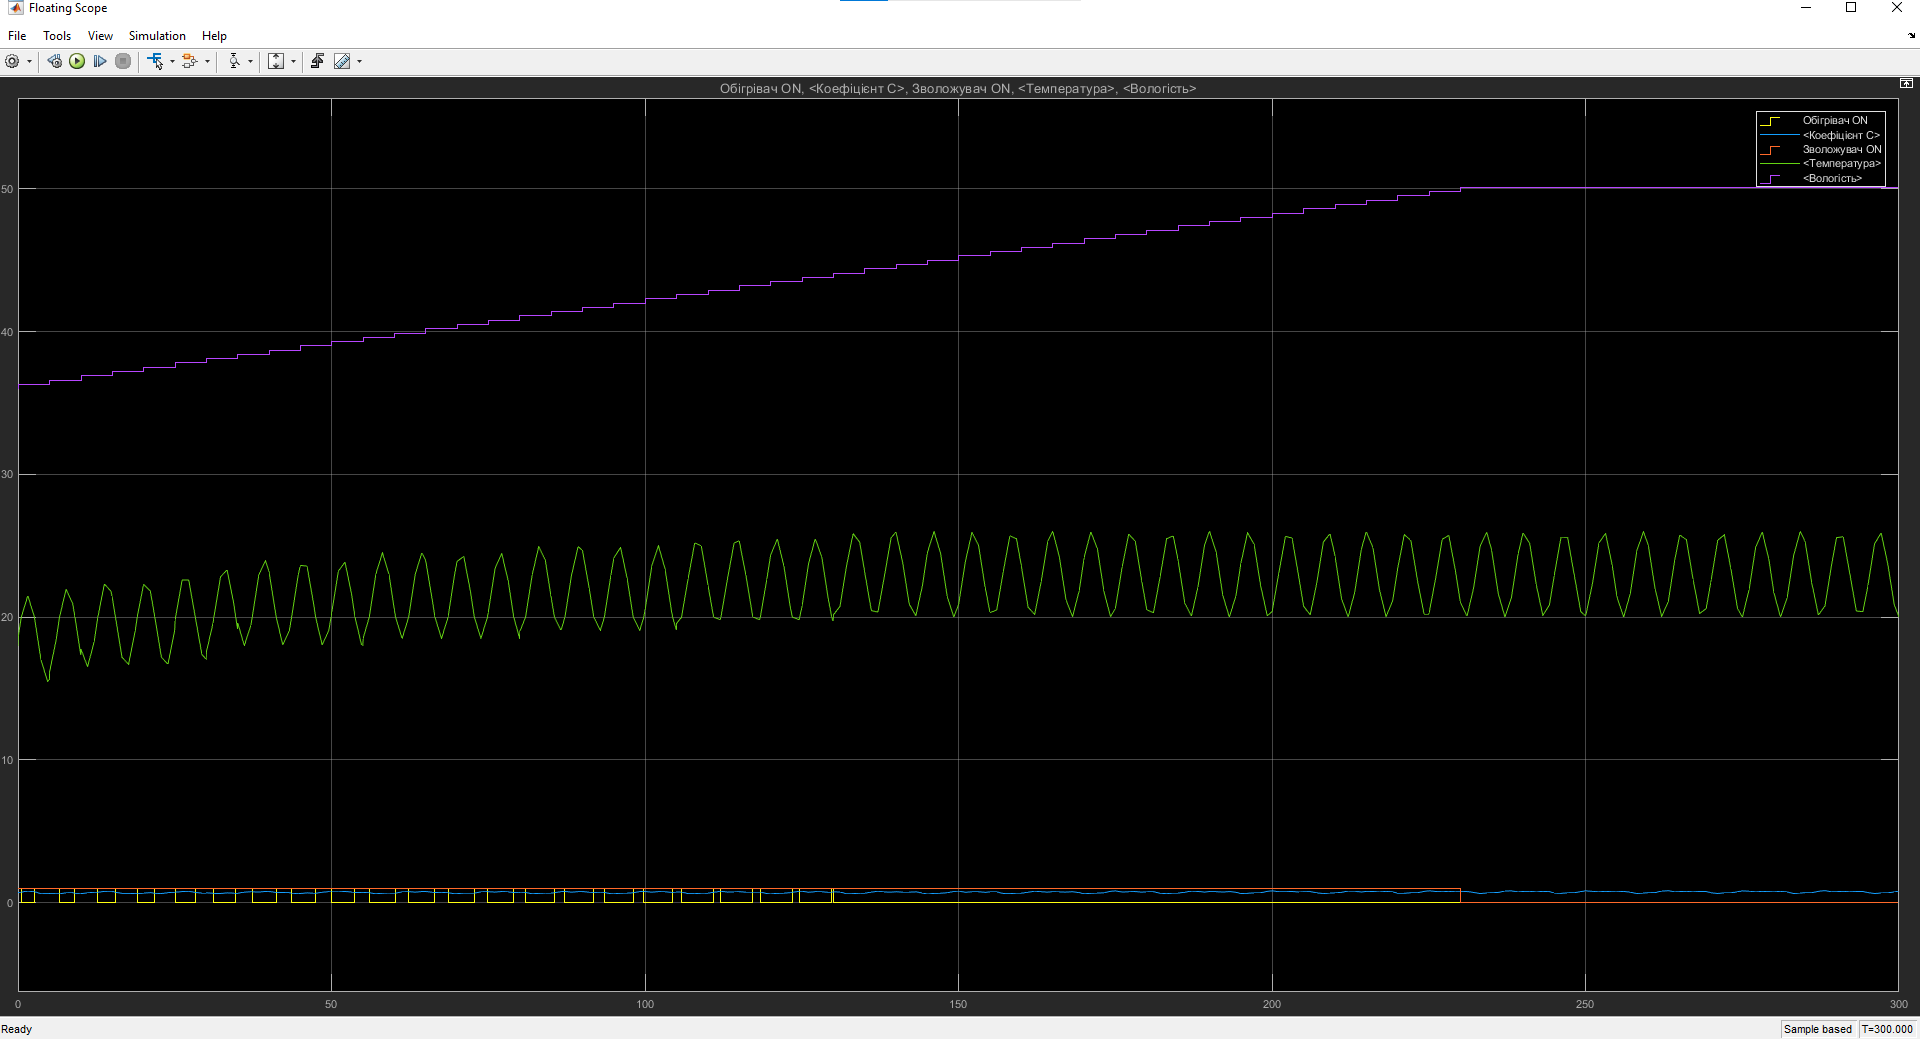 Floating Scope
File Tools View Simulation Help
Обігрівач ON, <Коефіцієнт C>, Зволожувач ON, <Температура>, <Вологість>
Обігрівач ON
<Коефіцієнт C>
Зволожувач ON
<Температура>
<Вологість>
50
40
30
20
10
0
0 50 100 150 200 250 300
Ready Sample based T=300.000